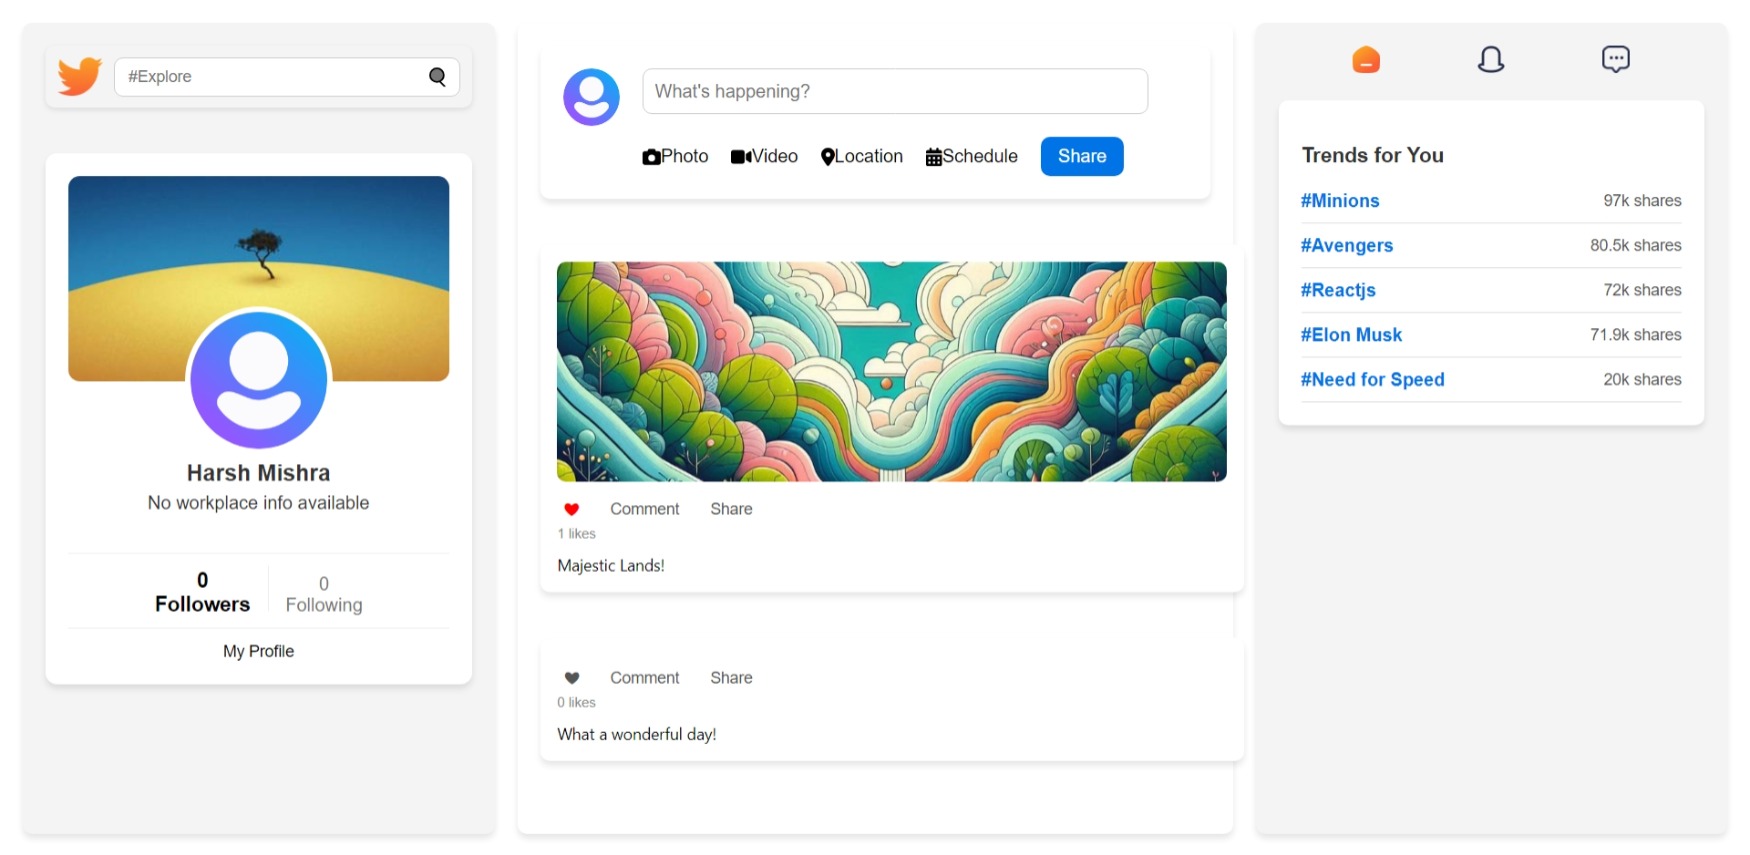 #Explore
Harsh Mishra
No workplace info available
0
Followers
0
Following
My Profile
What's happening?
Photo Video Location Schedule Share
Comment Share
1 likes
Majestic Lands!
Comment Share
0 likes
What a wonderful day!
Trends for You
#Minions 97k shares
#Avengers 80.5k shares
#Reactjs 72k shares
#Elon Musk 71.9k shares
#Need for Speed 20k shares